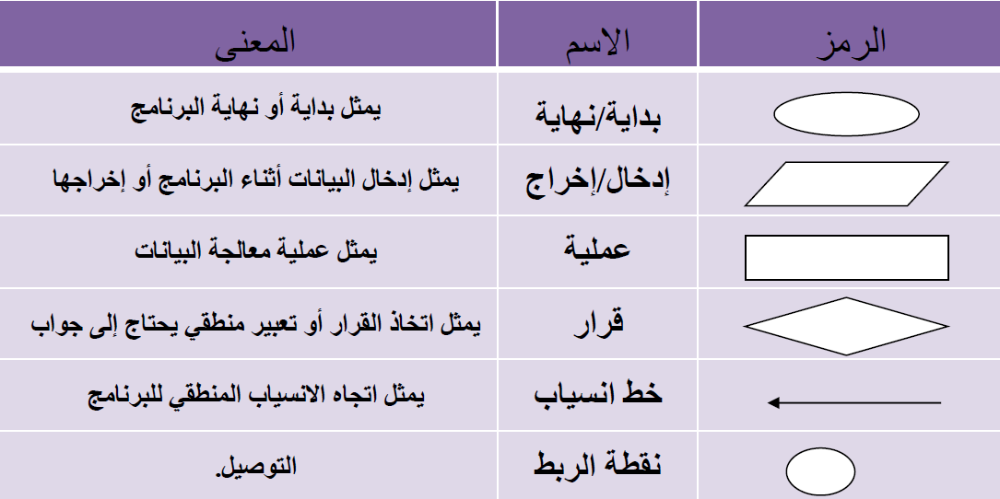 الرمز الاسم المعنى
بداية/نهاية يمثل بداية أو نهاية البرنامج
إدخال/إخراج يمثل إدخال البيانات أثناء البرنامج أو إخراجها
عملية يمثل عملية معالجة البيانات
قرار يمثل اتخاذ القرار أو تعبير منطقي يحتاج إلى جواب
خط انسياب يمثل اتجاه الانسياب المنطقي للبرنامج
نقطة الربط التوصيل.